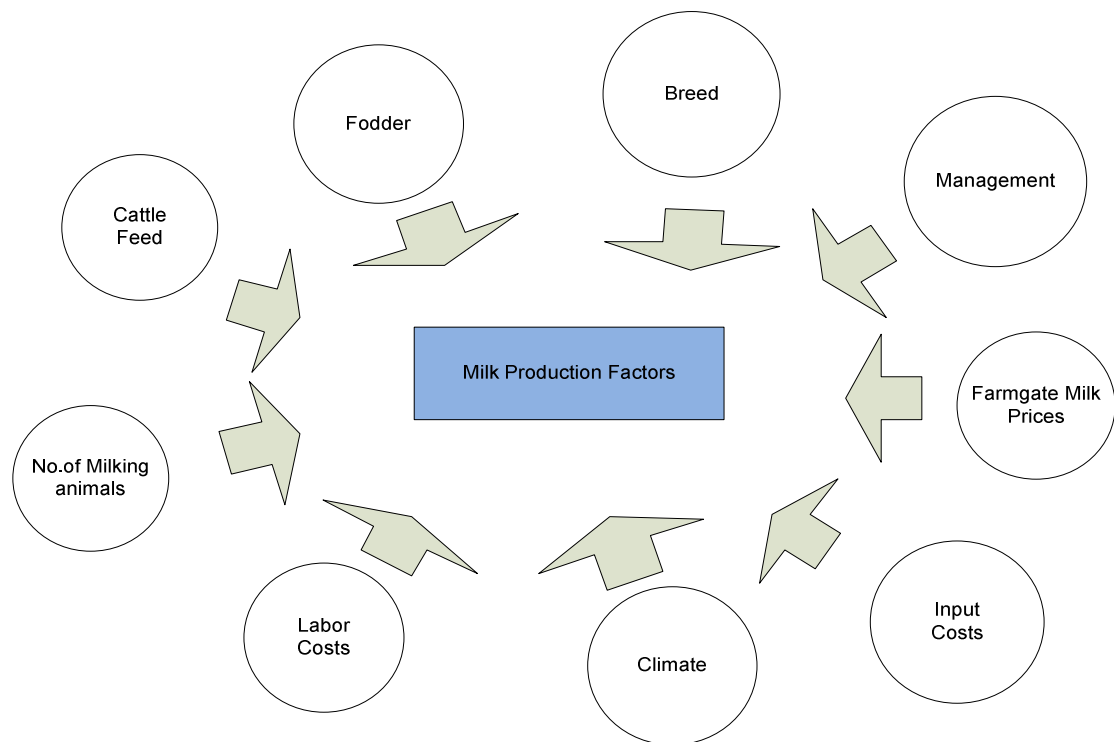 Breed
Fodder
Management
Cattle
Feed
Milk Production Factors
Farmgate Milk
Prices
No.of Milking
animals
Input
Costs
Labor
Costs
Climate